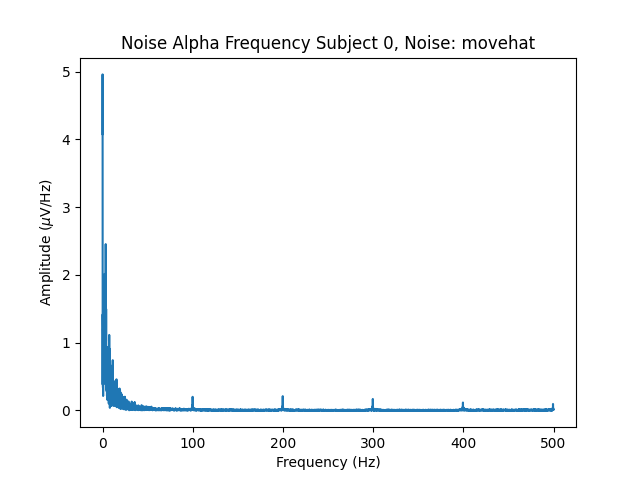 Noise Alpha Frequency Subject 0, Noise: movehat
5
4
3
2
1
0
Amplitude (μV/Hz)
0 100 200 300 400 500
Frequency (Hz)